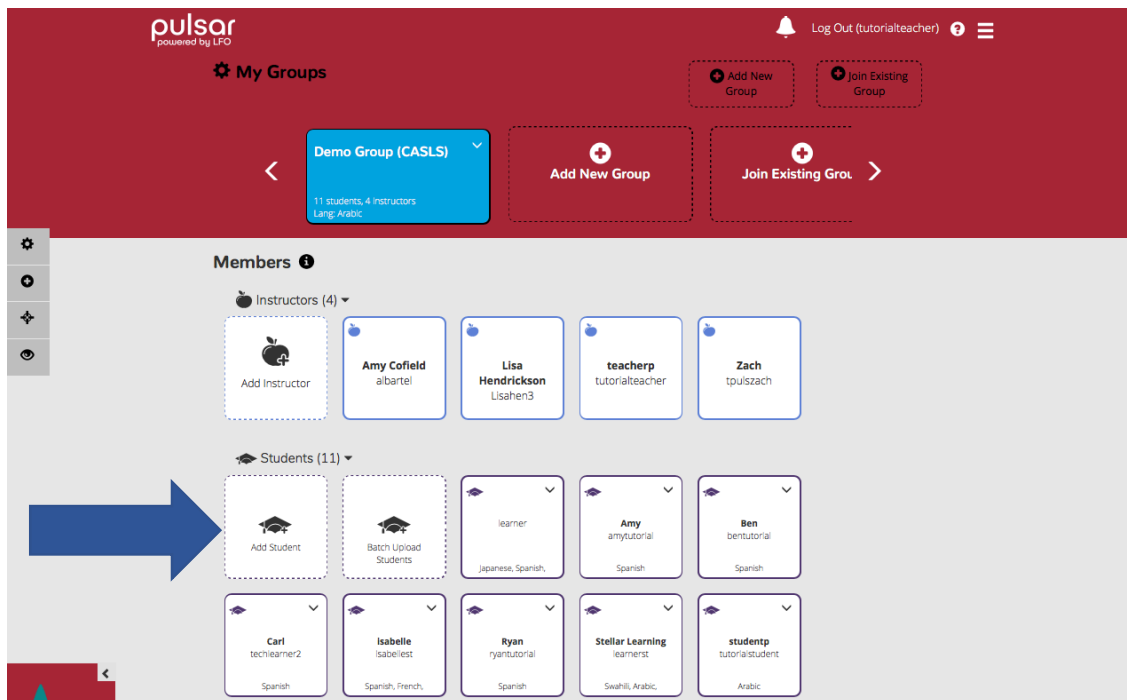 pulsar
powered by LFO
Log Out (tutorialteacher)
My Groups
Add New
Group
Join Existing
Group
Demo Group (CASLS)
11 students, 4 instructors
Lang: Arabic
Add New Group
Join Existing Grou
Members
Instructors (4)
Add Instructor
Amy Cofield
albartel
Lisa
Hendrickson
Lisahen3
teacherp
tutorialteacher
Zach
tpulszach
Students (11)
Add Student
Batch Upload
Students
learner
Japanese, Spanish,
Amy
amytutorial
Spanish
Ben
bentutorial
Spanish
Carl
techlearner2
Spanish
Isabelle
isabellest
Spanish, French,
Ryan
ryantutorial
Spanish
Stellar Learning
learnerst
Swahili, Arabic,
studentp
tutorialstudent
Arabic